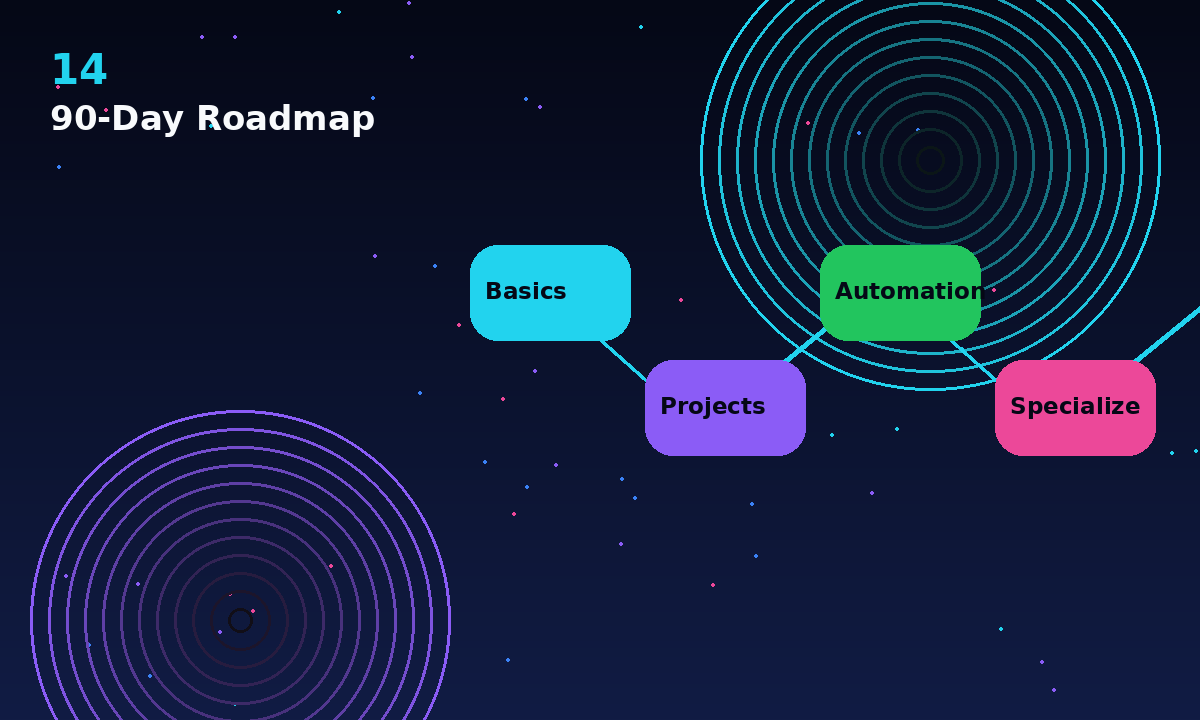 14
90-Day Roadmap
Basics
Automation
Projects
Specialize